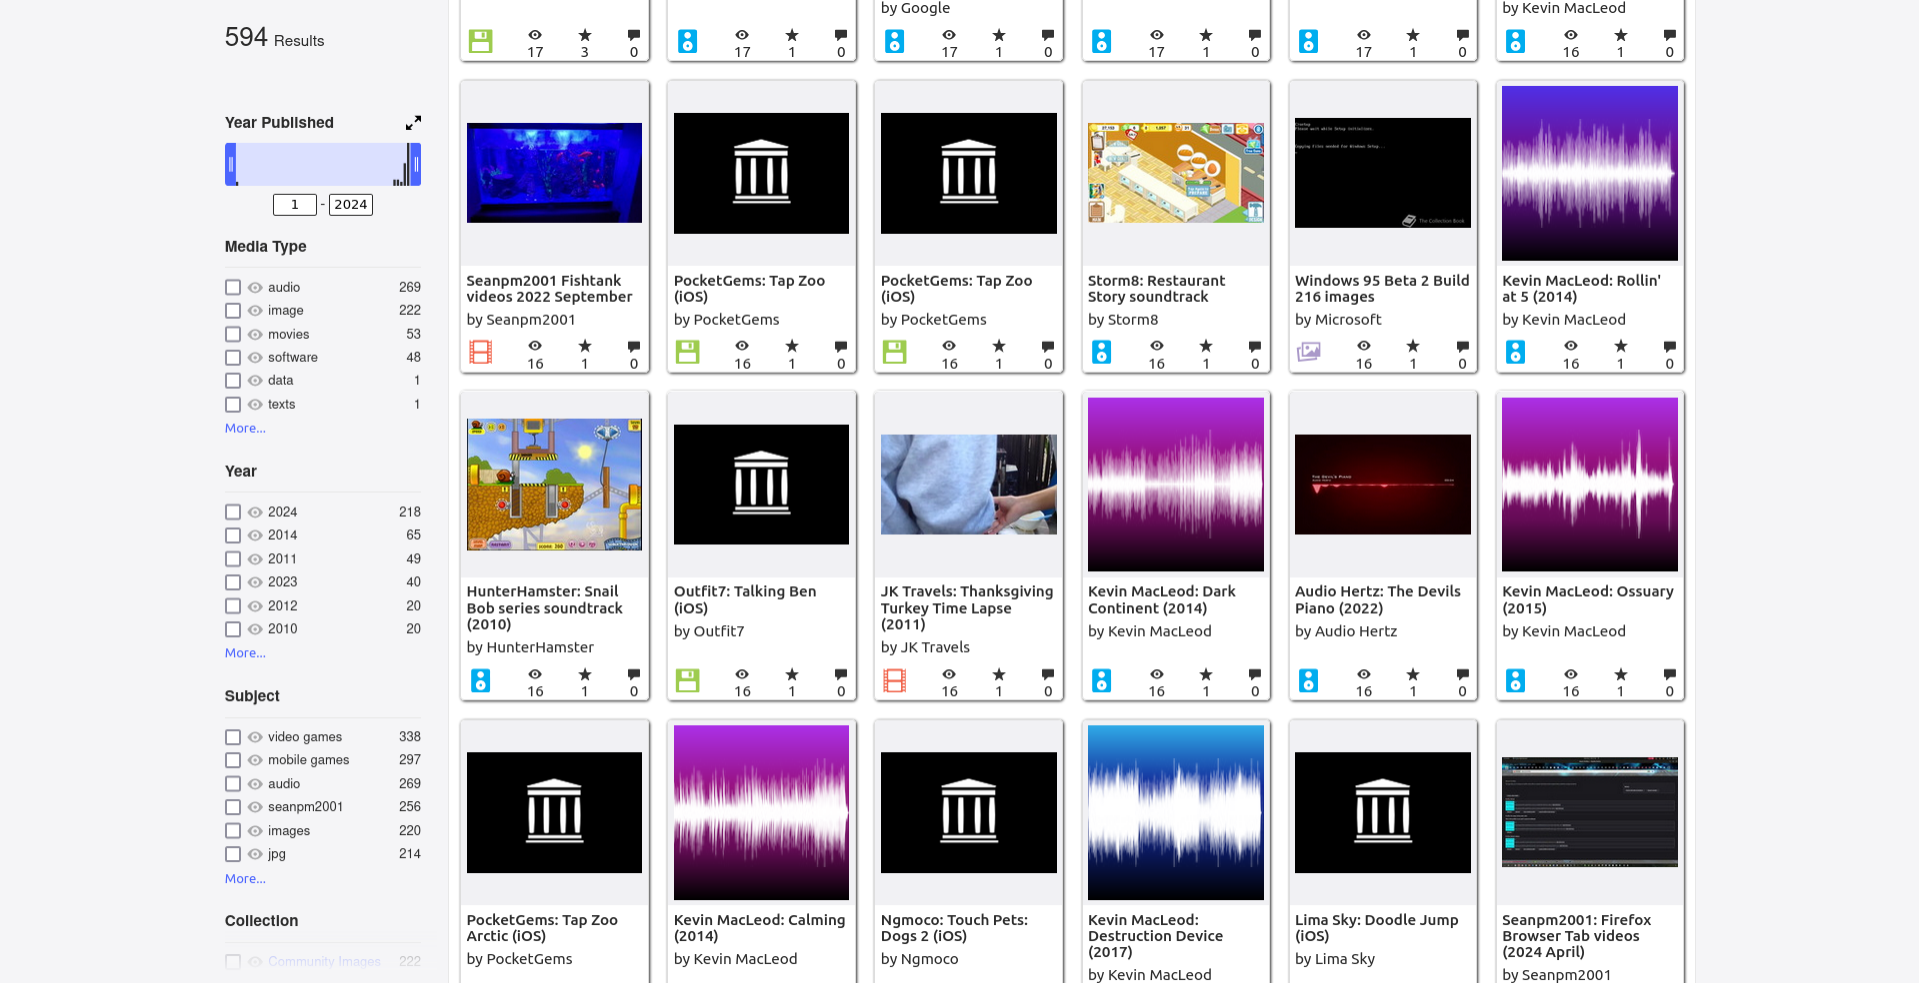 594 Results
Year Published
1 - 2024
Media Type
audio 269
image 222
movies 53
software 48
data 1
texts 1
More...
Year
2024 218
2014 65
2011 49
2023 40
2012 20
2010 20
More...
Subject
video games 338
mobile games 297
audio 269
seanpm2001 256
images 220
jpg 214
More...
Collection
Community Images 222
by Google
by Kevin MacLeod
17 3 0
17 1 0
17 1 0
17 1 0
17 1 0
16 1 0
Seanpm2001 Fishtank
videos 2022 September
by Seanpm2001
16 1 0
PocketGems: Tap Zoo
(iOS)
by PocketGems
16 1 0
PocketGems: Tap Zoo
(iOS)
by PocketGems
16 1 0
Storm8: Restaurant
Story soundtrack
by Storm8
16 1 0
Copying files needed for Windows Setup...
The Collection Book
Windows 95 Beta 2 Build
216 images
by Microsoft
16 1 0
Kevin MacLeod: Rollin'
at 5 (2014)
by Kevin MacLeod
16 1 0
HunterHamster: Snail
Bob series soundtrack
(2010)
by HunterHamster
16 1 0
Outfit7: Talking Ben
(iOS)
by Outfit7
16 1 0
JK Travels: Thanksgiving
Turkey Time Lapse
(2011)
by JK Travels
16 1 0
Kevin MacLeod: Dark
Continent (2014)
by Kevin MacLeod
16 1 0
The Devil's Piano
Audio Hertz: The Devils
Piano (2022)
by Audio Hertz
16 1 0
Kevin MacLeod: Ossuary
(2015)
by Kevin MacLeod
16 1 0
PocketGems: Tap Zoo
Arctic (iOS)
by PocketGems
Kevin MacLeod: Calming
(2014)
by Kevin MacLeod
Ngmoco: Touch Pets:
Dogs 2 (iOS)
by Ngmoco
Kevin MacLeod:
Destruction Device
(2017)
by Kevin MacLeod
Lima Sky: Doodle Jump
(iOS)
by Lima Sky
Seanpm2001: Firefox
Browser Tab videos
(2024 April)
by Seanpm2001